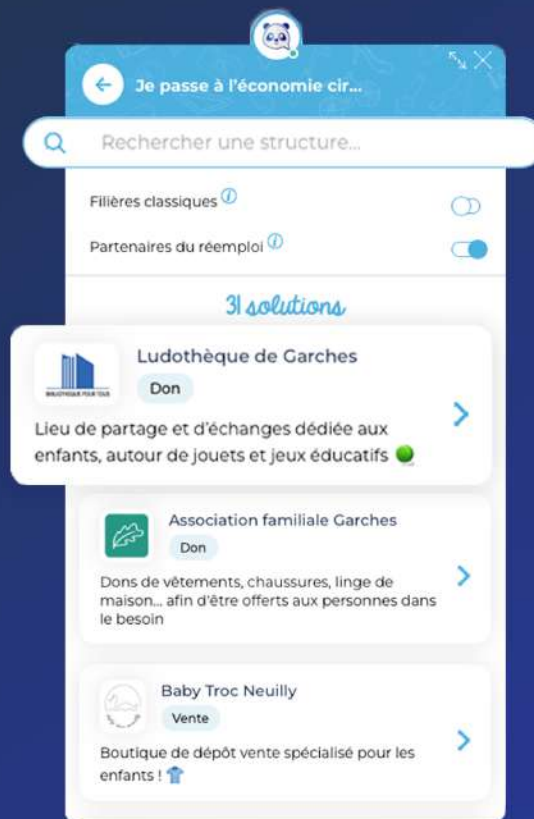 Je passe à l'économie cir...
Rechercher une structure...
Filières classiques
Partenaires du réemploi
31 solutions
Ludothèque de Garches
Don
BIBLIOTHEQUE POUR TOUS
Lieu de partage et d'échanges dédiée aux
enfants, autour de jouets et jeux éducatifs
Association familiale Garches
Don
Dons de vêtements, chaussures, linge de
maison... afin d'être offerts aux personnes dans
le besoin
Baby Troc Neuilly
Vente
Boutique de dépôt vente spécialisé pour les
enfants !